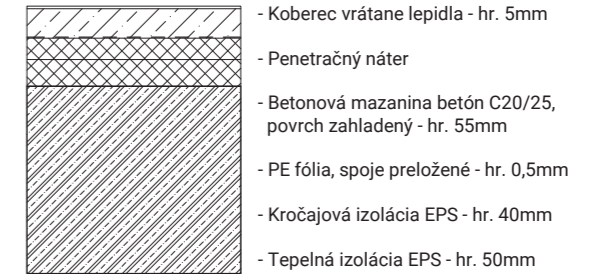 - Koberec vrátane lepidla - hr. 5mm
- Penetračný náter
- Betonová mazanina betón C20/25,
povrch zahladený - hr. 55mm
- PE fólia, spoje preložené - hr. 0,5mm
- Kročajová izolácia EPS - hr. 40mm
- Tepelná izolácia EPS - hr. 50mm